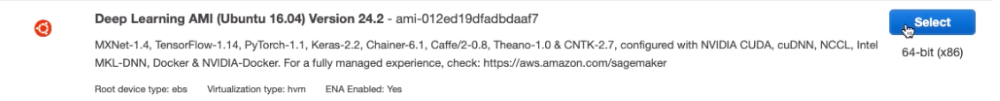 Deep Learning AMI (Ubuntu 16.04) Version 24.2 - ami-012ed19dfadbdaaf7
Select
MXNet-1.4, TensorFlow-1.14, PyTorch-1.1, Keras-2.2, Chainer-6.1, Caffe/2-0.8, Theano-1.0 & CNTK-2.7, configured with NVIDIA CUDA, cuDNN, NCCL, Intel
MKL-DNN, Docker & NVIDIA-Docker. For a fully managed experience, check: https://aws.amazon.com/sagemaker
64-bit (x86)
Root device type: ebs Virtualization type: hvm ENA Enabled: Yes